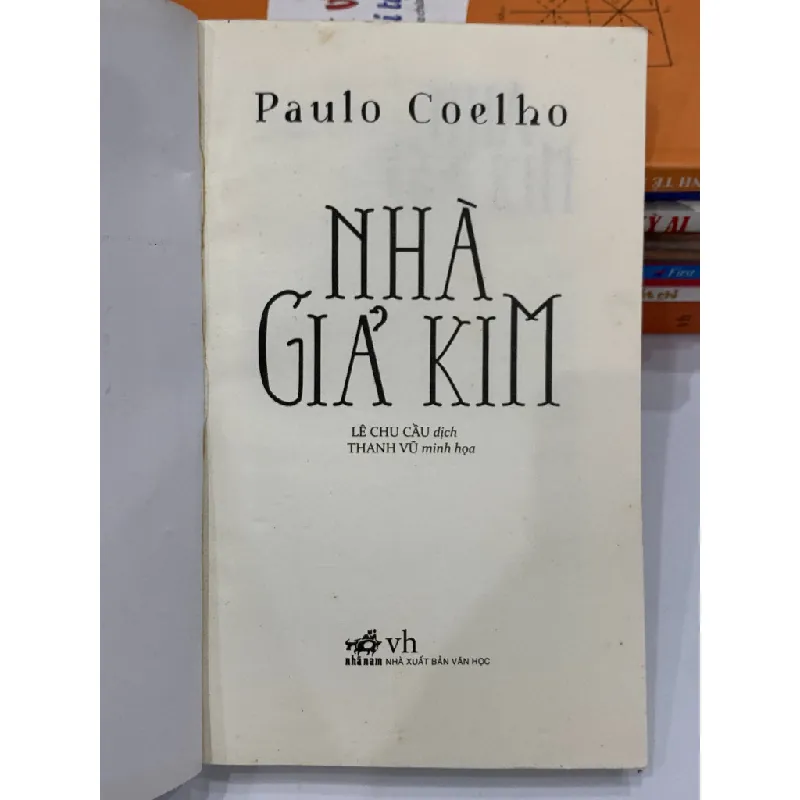 Paulo Coelho
NHÀ
GIẢ KIM
LÊ CHU CẦU dịch
THANH VŨ minh họa
vh
nhã nam NHÀ XUẤT BẢN VĂN HỌC
First